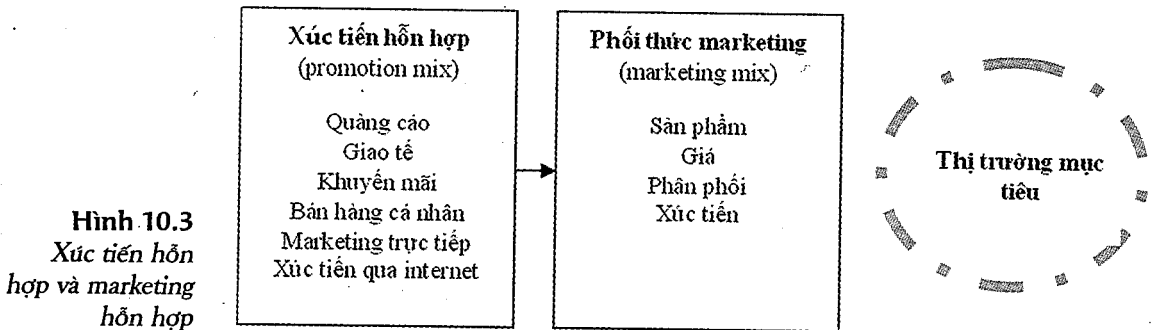 Xúc tiến hỗn hợp
(promotion mix)
Quảng cáo
Giao tế
Khuyến mãi
Bán hàng cá nhân
Marketing trực tiếp
Xúc tiến qua internet
Phối thức marketing
(marketing mix)
Sản phẩm
Giá
Phân phối
Xúc tiến
Thị trường mục
tiêu
Hình 10.3
Xúc tiến hỗn
hợp và marketing
hỗn hợp